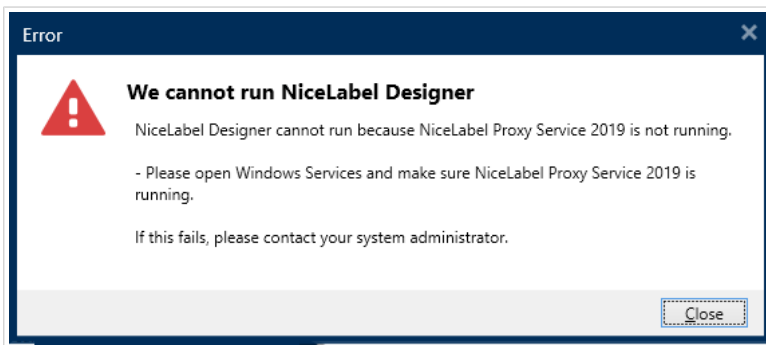 Error
We cannot run NiceLabel Designer
NiceLabel Designer cannot run because NiceLabel Proxy Service 2019 is not running.
- Please open Windows Services and make sure NiceLabel Proxy Service 2019 is
running.
If this fails, please contact your system administrator.
Close